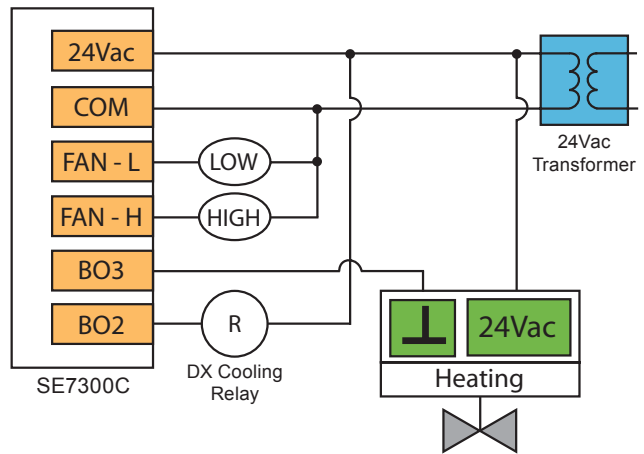 24Vac
COM
FAN - L
LOW
FAN - H
HIGH
BO3
BO2
R
DX Cooling
Relay
SE7300C
24Vac
Transformer
24Vac
Heating